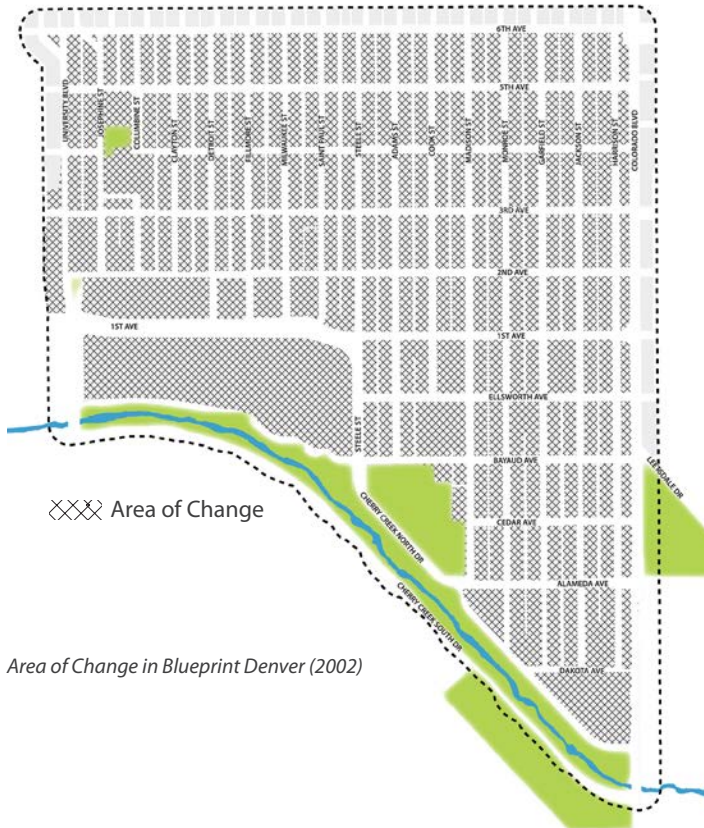 6TH AVE
5TH AVE
UNIVERSITY BLVD
JOSEPHINE ST
COLUMBINE ST
CLAYTON ST
DETROIT ST
FILLMORE ST
MILWAUKEE ST
SAINT PAUL ST
STEELE ST
ADAMS ST
COOK ST
MADISON ST
MONROE ST
GARFIELD ST
JACKSON ST
HARRISON ST
COLORADO BLVD
3RD AVE
2ND AVE
1ST AVE
1ST AVE
ELLSWORTH AVE
STEELE ST
BAYAUD AVE
LEETSDALE DR
Area of Change
CHERRY CREEK NORTH DR
CEDAR AVE
ALAMEDA AVE
CHERRY CREEK SOUTH DR
Area of Change in Blueprint Denver (2002)
DAKOTA AVE